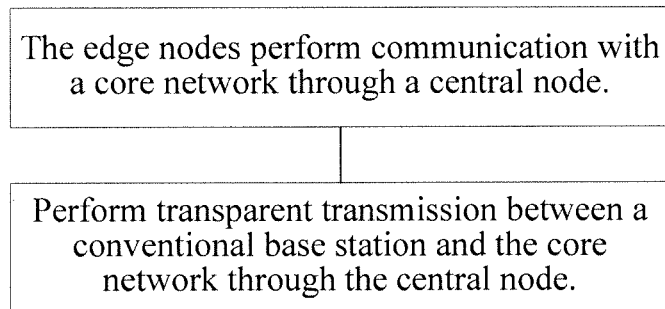 The edge nodes perform communication with
a core network through a central node.
Perform transparent transmission between a
conventional base station and the core
network through the central node.